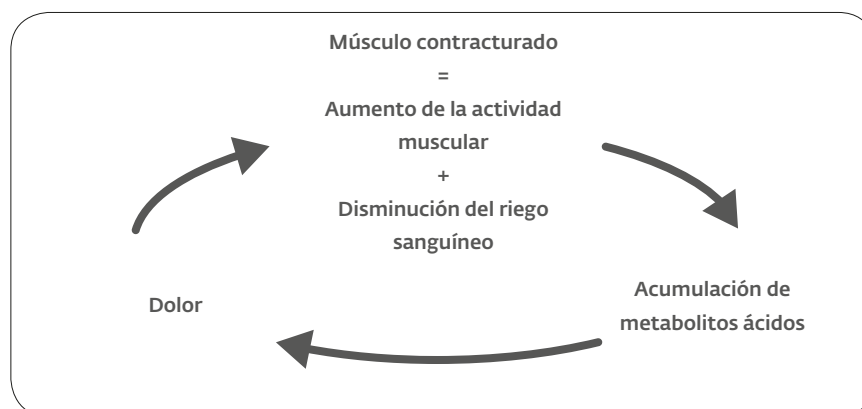 Músculo contracturado
=
Aumento de la actividad
muscular
+
Disminución del riego
sanguíneo
Acumulación de
metabolitos ácidos
Dolor